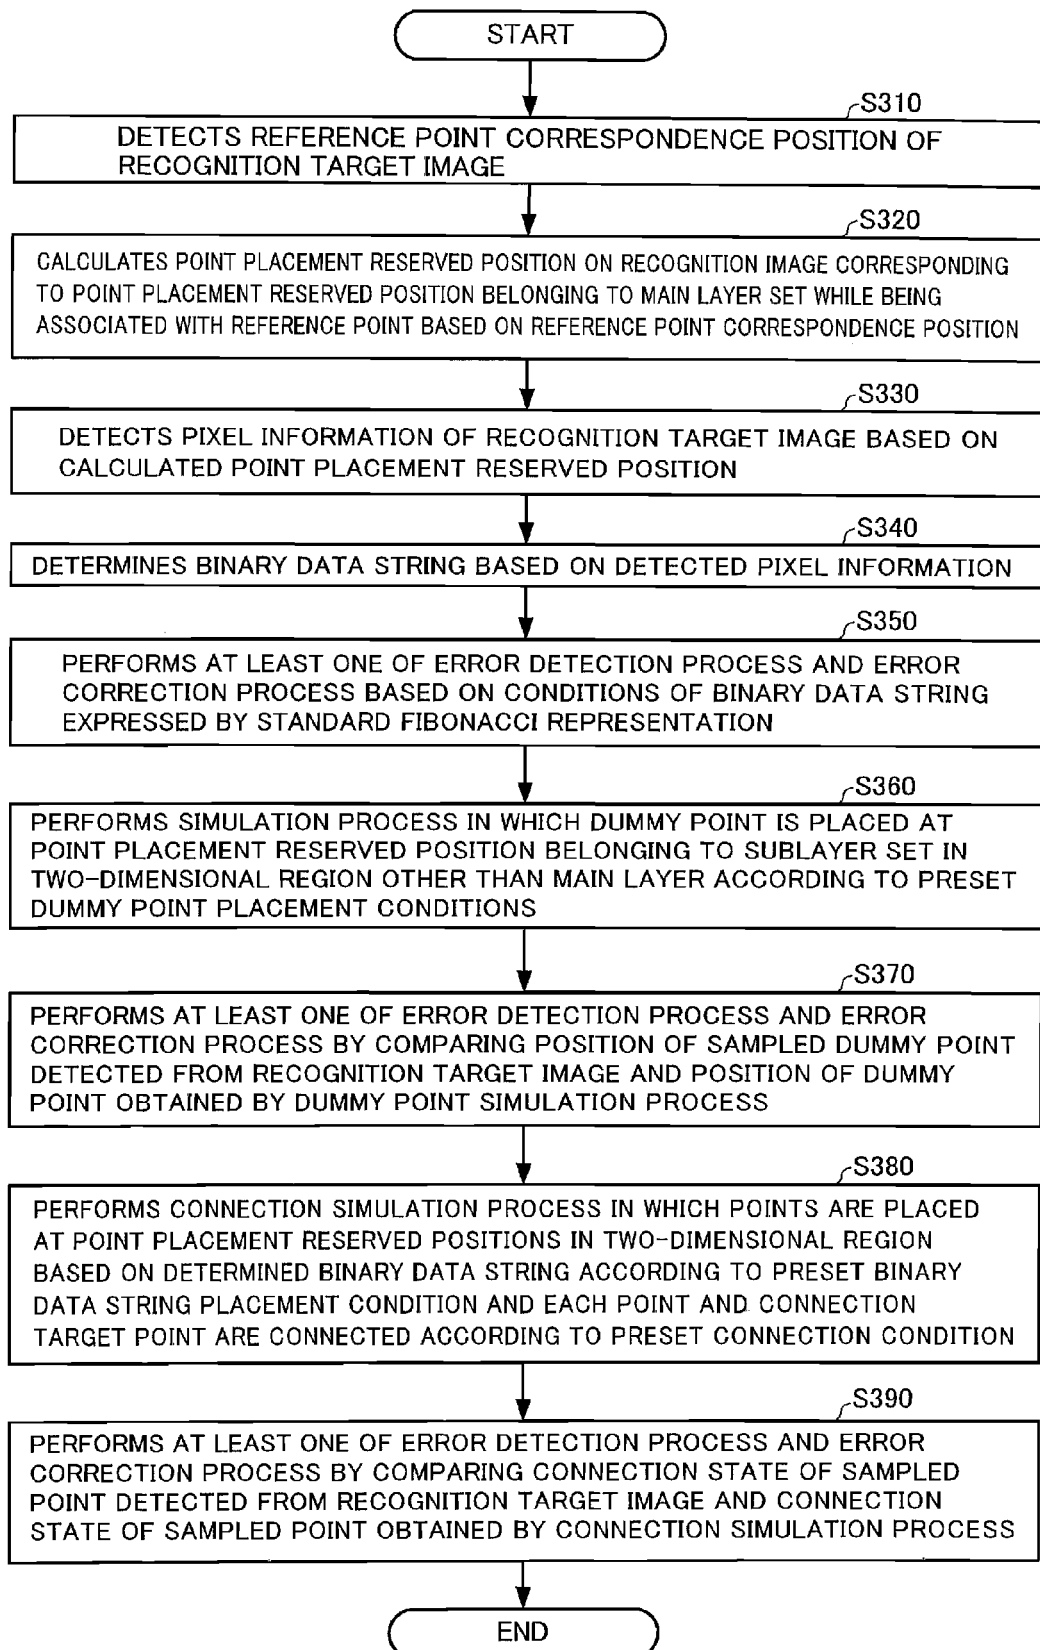 START
S310
DETECTS REFERENCE POINT CORRESPONDENCE POSITION OF
RECOGNITION TARGET IMAGE
S320
CALCULATES POINT PLACEMENT RESERVED POSITION ON RECOGNITION IMAGE CORRESPONDING
TO POINT PLACEMENT RESERVED POSITION BELONGING TO MAIN LAYER SET WHILE BEING
ASSOCIATED WITH REFERENCE POINT BASED ON REFERENCE POINT CORRESPONDENCE POSITION
S330
DETECTS PIXEL INFORMATION OF RECOGNITION TARGET IMAGE BASED ON
CALCULATED POINT PLACEMENT RESERVED POSITION
S340
DETERMINES BINARY DATA STRING BASED ON DETECTED PIXEL INFORMATION
S350
PERFORMS AT LEAST ONE OF ERROR DETECTION PROCESS AND ERROR
CORRECTION PROCESS BASED ON CONDITIONS OF BINARY DATA STRING
EXPRESSED BY STANDARD FIBONACCI REPRESENTATION
S360
PERFORMS SIMULATION PROCESS IN WHICH DUMMY POINT IS PLACED AT
POINT PLACEMENT RESERVED POSITION BELONGING TO SUBLAYER SET IN
TWO-DIMENSIONAL REGION OTHER THAN MAIN LAYER ACCORDING TO PRESET
DUMMY POINT PLACEMENT CONDITIONS
S370
PERFORMS AT LEAST ONE OF ERROR DETECTION PROCESS AND ERROR
CORRECTION PROCESS BY COMPARING POSITION OF SAMPLED DUMMY POINT
DETECTED FROM RECOGNITION TARGET IMAGE AND POSITION OF DUMMY
POINT OBTAINED BY DUMMY POINT SIMULATION PROCESS
S380
PERFORMS CONNECTION SIMULATION PROCESS IN WHICH POINTS ARE PLACED
AT POINT PLACEMENT RESERVED POSITIONS IN TWO-DIMENSIONAL REGION
BASED ON DETERMINED BINARY DATA STRING ACCORDING TO PRESET BINARY
DATA STRING PLACEMENT CONDITION AND EACH POINT AND CONNECTION
TARGET POINT ARE CONNECTED ACCORDING TO PRESET CONNECTION CONDITION
S390
PERFORMS AT LEAST ONE OF ERROR DETECTION PROCESS AND ERROR
CORRECTION PROCESS BY COMPARING CONNECTION STATE OF SAMPLED
POINT DETECTED FROM RECOGNITION TARGET IMAGE AND CONNECTION
STATE OF SAMPLED POINT OBTAINED BY CONNECTION SIMULATION PROCESS
END